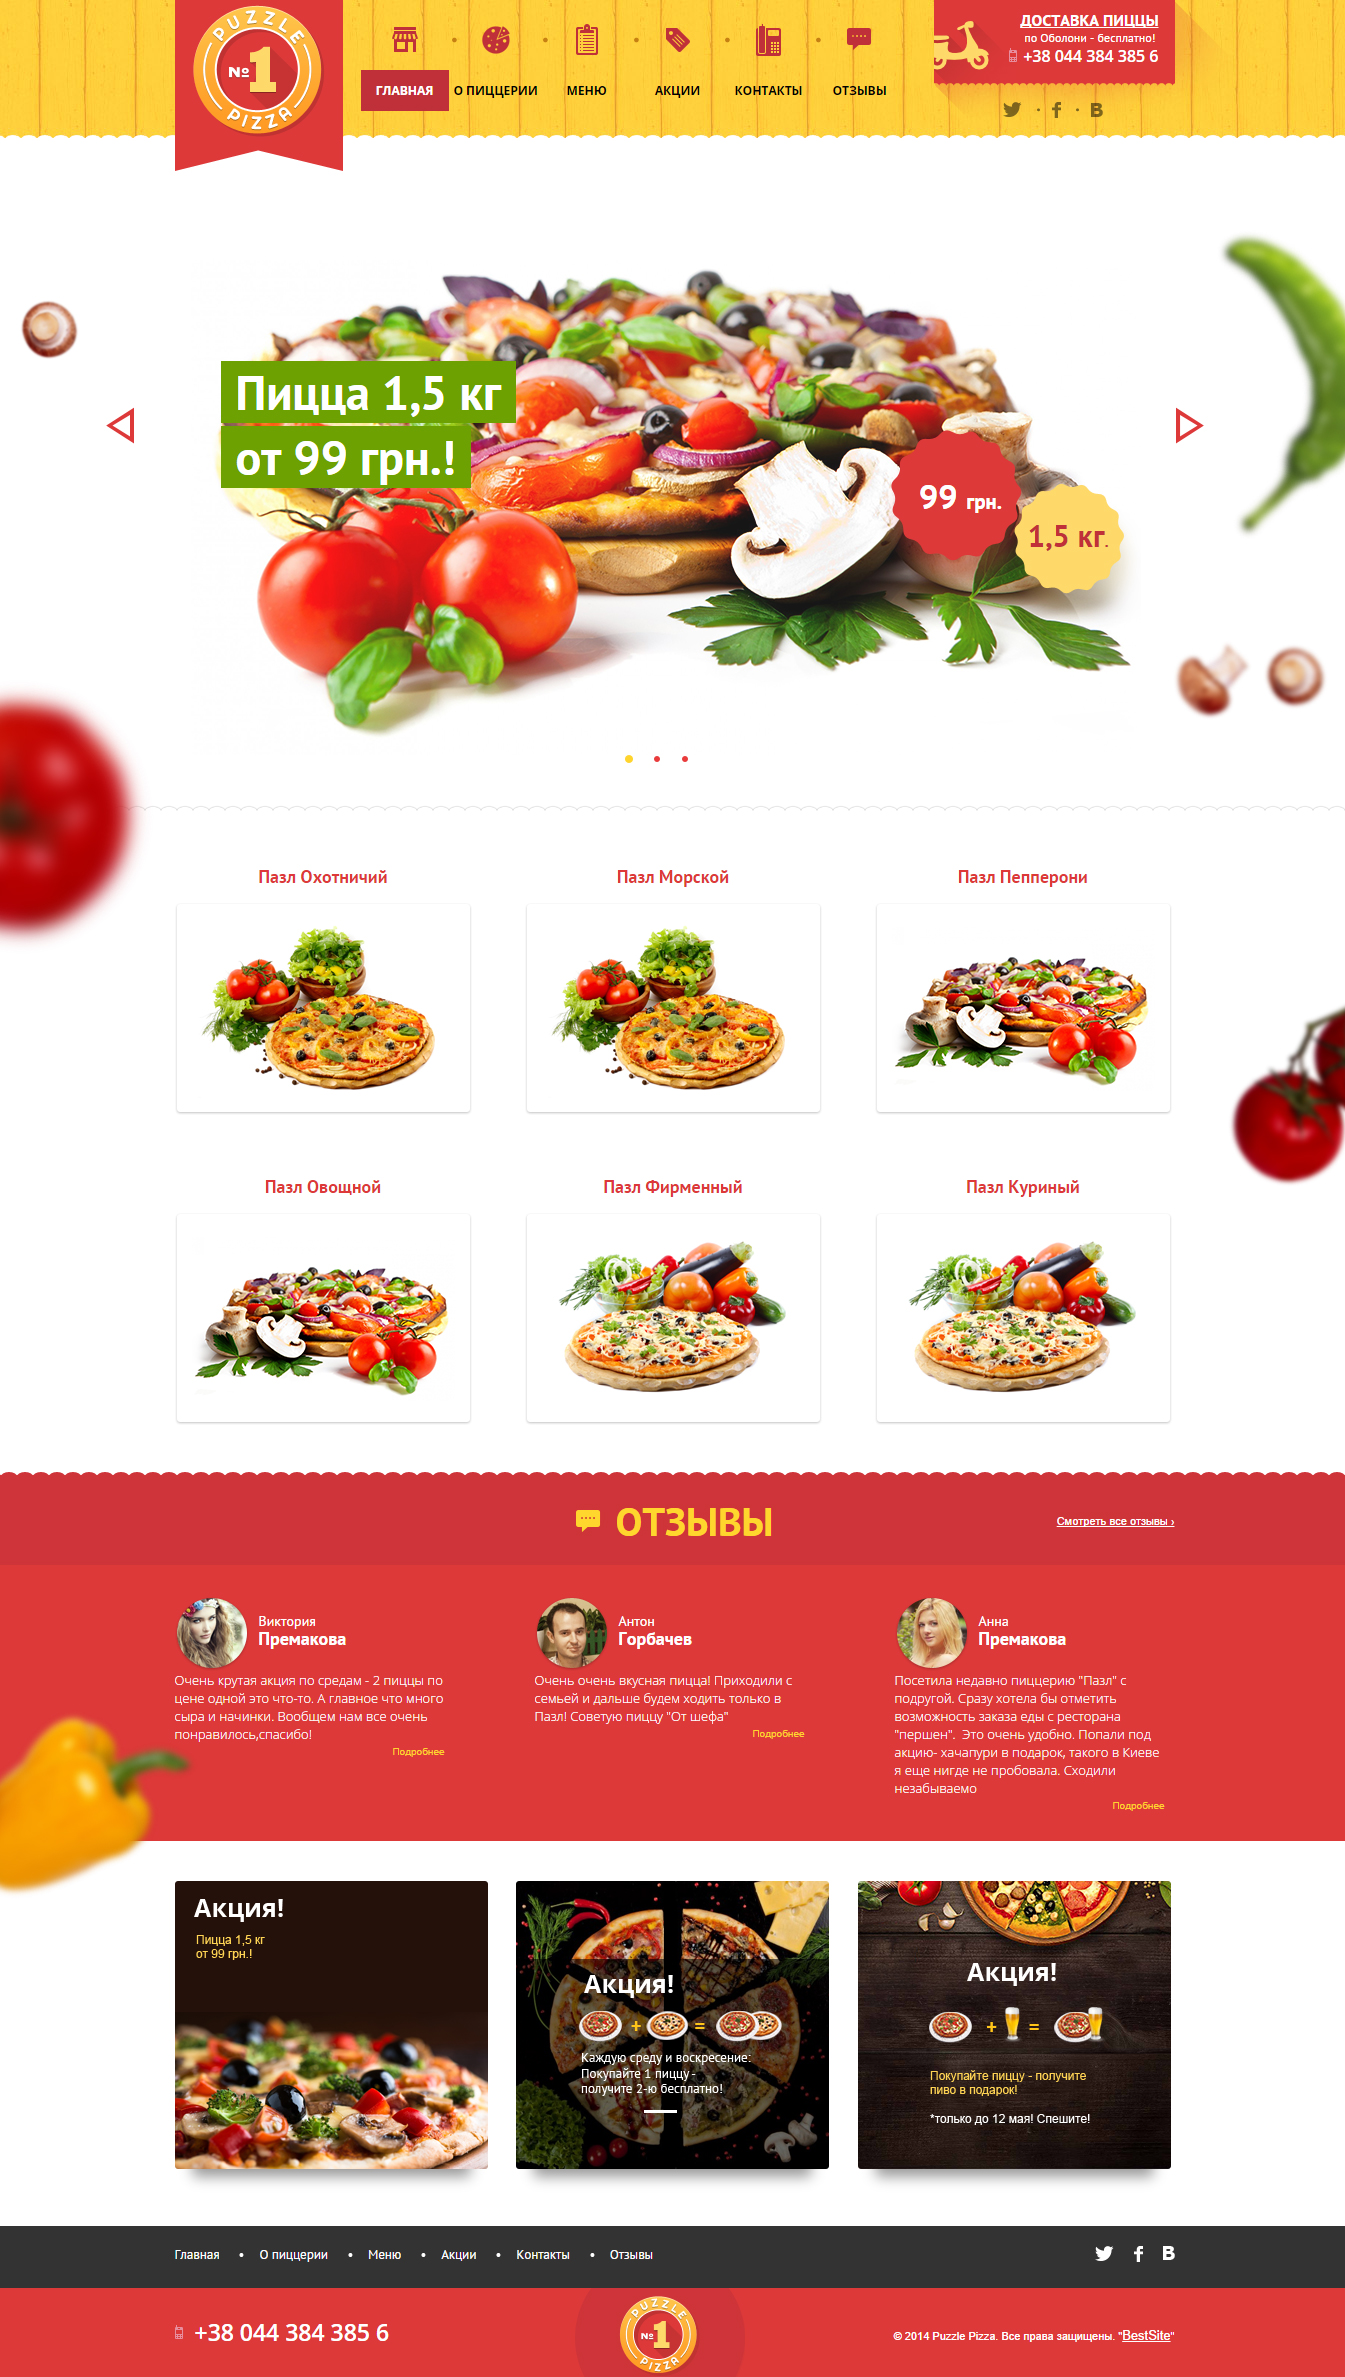 PUZZLE
№1
PIZZA
ГЛАВНАЯ
О ПИЦЦЕРИИ
МЕНЮ
АКЦИИ
КОНТАКТЫ
ОТЗЫВЫ
ДОСТАВКА ПИЦЦЫ
по Оболони - бесплатно!
+38 044 384 385 6
Пицца 1,5 кг
от 99 грн.!
99 грн.
1,5 кг.
Пазл Охотничий
Пазл Морской
Пазл Пепперони
Пазл Овощной
Пазл Фирменный
Пазл Куриный
ОТЗЫВЫ
Смотреть все отзывы ›
Виктория
Премакова
Очень крутая акция по средам - 2 пиццы по
цене одной это что-то. А главное что много
сыра и начинки. Вообщем нам все очень
понравилось,спасибо!
Подробнее
Антон
Горбачев
Очень очень вкусная пицца! Приходили с
семьей и дальше будем ходить только в
Пазл! Советую пиццу "От шефа"
Подробнее
Анна
Премакова
Посетила недавно пиццерию "Пазл" с
подругой. Сразу хотела бы отметить
возможность заказа еды с ресторана
"першен". Это очень удобно. Попали под
акцию- хачапури в подарок, такого в Киеве
я еще нигде не пробовала. Сходили
незабываемо
Подробнее
Акция!
Пицца 1,5 кг
от 99 грн.!
Акция!
+ =
Каждую среду и воскресение:
Покупайте 1 пиццу -
получите 2-ю бесплатно!
Акция!
+ =
Покупайте пиццу - получите
пиво в подарок!
*только до 12 мая! Спешите!
Главная • О пиццерии • Меню • Акции • Контакты • Отзывы
+38 044 384 385 6
PUZZLE
№1
PIZZA
© 2014 Puzzle Pizza. Все права защищены. "BestSite"